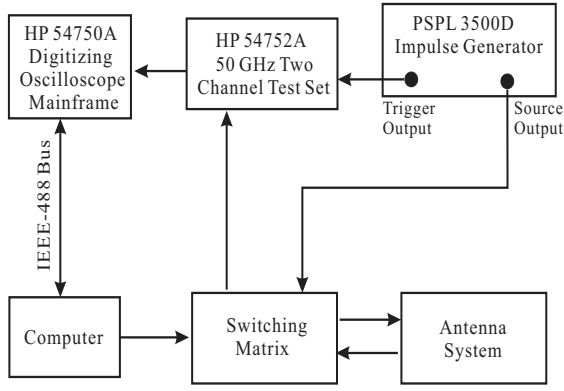 HP 54750A
Digitizing
Oscilloscope
Mainframe
HP 54752A
50 GHz Two
Channel Test Set
PSPL 3500D
Impulse Generator
Trigger
Output
Source
Output
IEEE-488 Bus
Computer
Switching
Matrix
Antenna
System